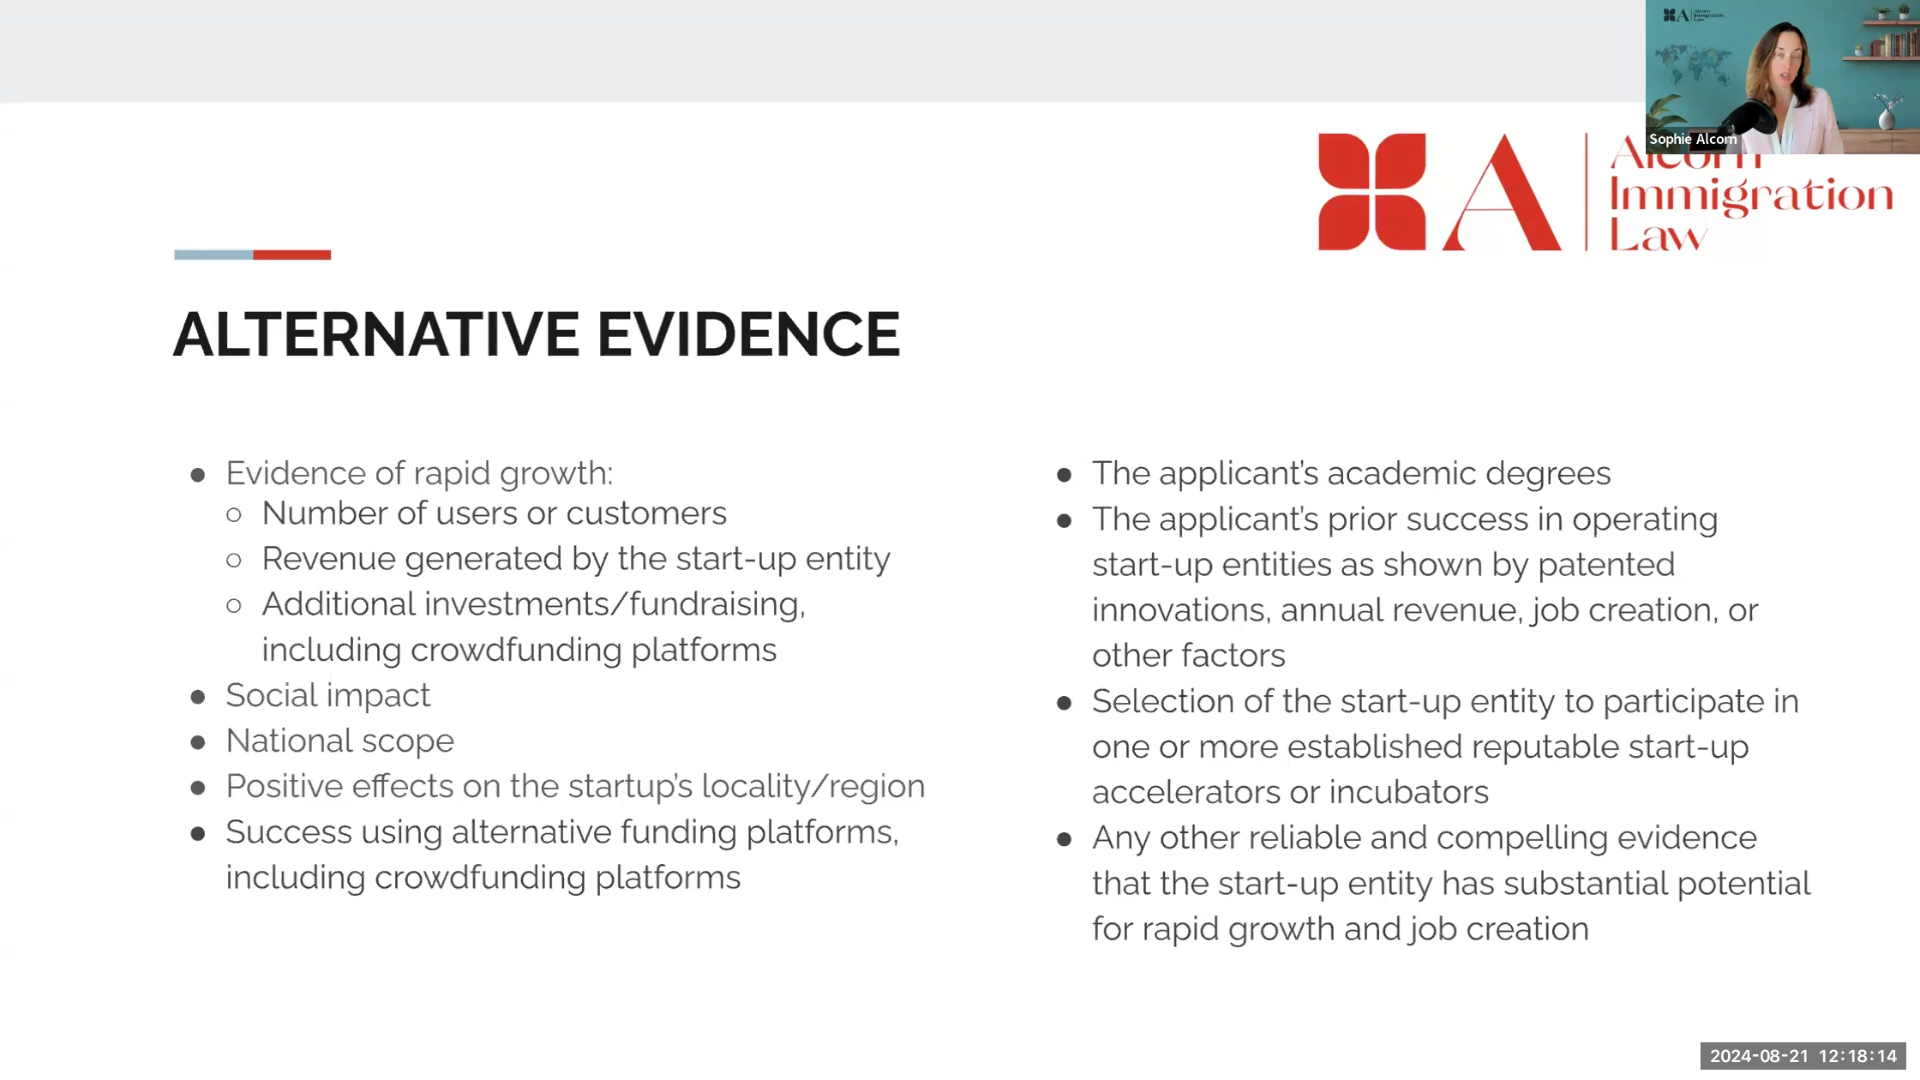 Sophie Alcorn
Alcorn
Immigration
Law
ALTERNATIVE EVIDENCE
● Evidence of rapid growth:
○ Number of users or customers
○ Revenue generated by the start-up entity
○ Additional investments/fundraising,
including crowdfunding platforms
● Social impact
● National scope
● Positive effects on the startup's locality/region
● Success using alternative funding platforms,
including crowdfunding platforms
● The applicant's academic degrees
● The applicant's prior success in operating
start-up entities as shown by patented
innovations, annual revenue, job creation, or
other factors
● Selection of the start-up entity to participate in
one or more established reputable start-up
accelerators or incubators
● Any other reliable and compelling evidence
that the start-up entity has substantial potential
for rapid growth and job creation
2024-08-21 12:18:14